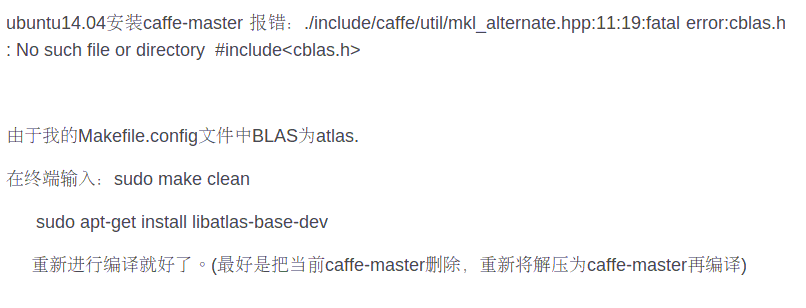 ubuntu14.04安装caffe-master 报错：./include/caffe/util/mkl_alternate.hpp:11:19:fatal error:cblas.h
: No such file or directory  #include<cblas.h>
由于我的Makefile.config文件中BLAS为atlas.
在终端输入：sudo make clean
sudo apt-get install libatlas-base-dev
重新进行编译就好了。(最好是把当前caffe-master删除，重新将解压为caffe-master再编译)